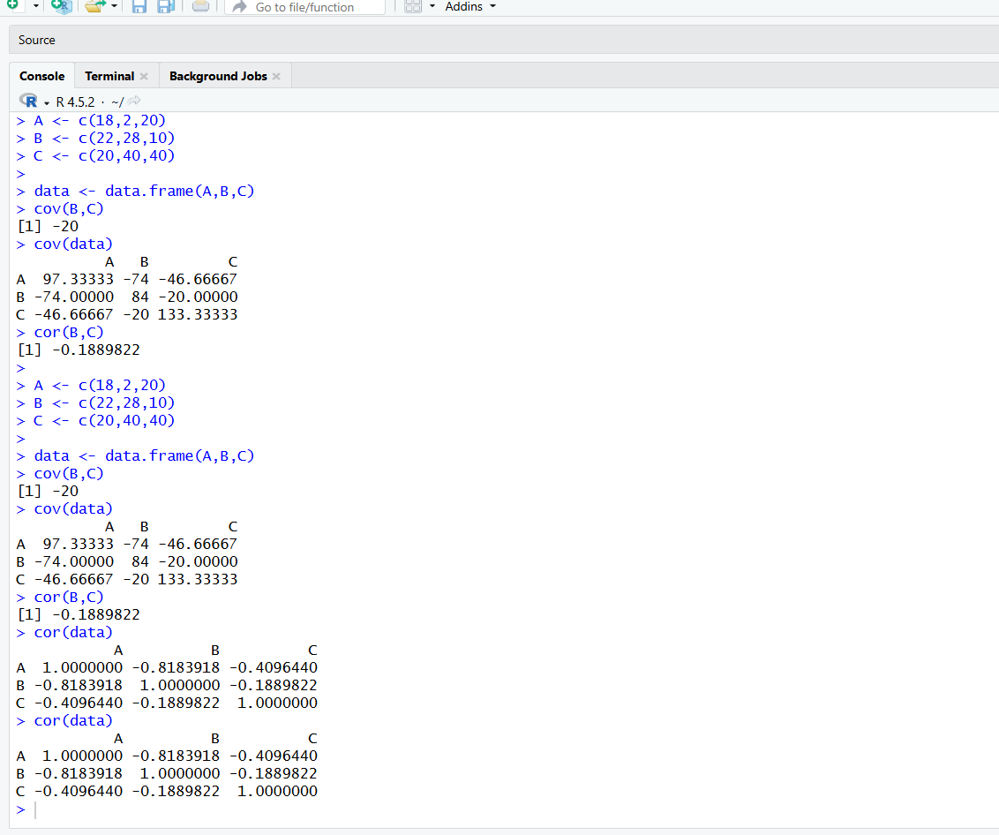 Go to file/function
Addins
Source
Console Terminal Background Jobs
R R 4.5.2 · ~/
> A <- c(18,2,20)
> B <- c(22,28,10)
> C <- c(20,40,40)
>
> data <- data.frame(A,B,C)
> cov(B,C)
[1] -20
> cov(data)
          A   B         C
A  97.33333 -74 -46.66667
B -74.00000  84 -20.00000
C -46.66667 -20 133.33333
> cor(B,C)
[1] -0.1889822
>
> A <- c(18,2,20)
> B <- c(22,28,10)
> C <- c(20,40,40)
>
> data <- data.frame(A,B,C)
> cov(B,C)
[1] -20
> cov(data)
          A   B         C
A  97.33333 -74 -46.66667
B -74.00000  84 -20.00000
C -46.66667 -20 133.33333
> cor(B,C)
[1] -0.1889822
> cor(data)
           A          B          C
A  1.0000000 -0.8183918 -0.4096440
B -0.8183918  1.0000000 -0.1889822
C -0.4096440 -0.1889822  1.0000000
> cor(data)
           A          B          C
A  1.0000000 -0.8183918 -0.4096440
B -0.8183918  1.0000000 -0.1889822
C -0.4096440 -0.1889822  1.0000000
>